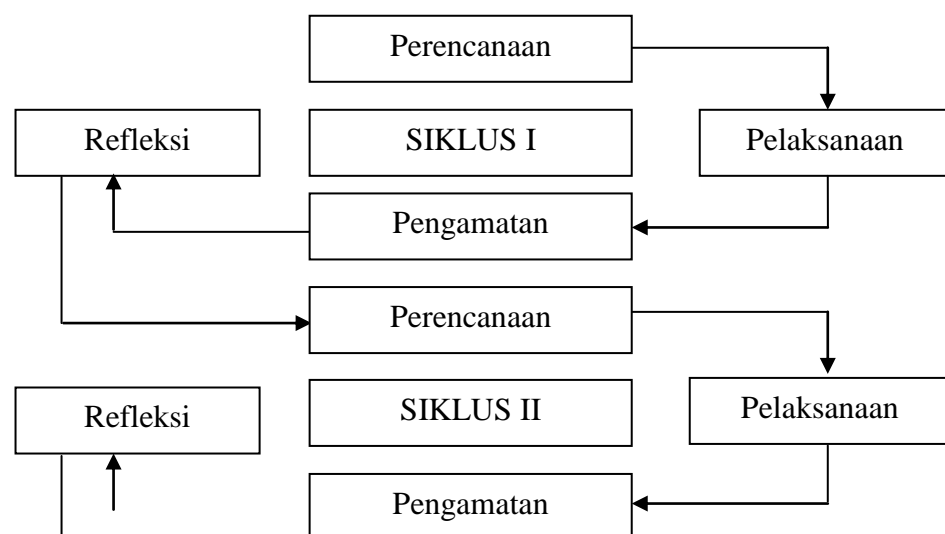 Perencanaan
Refleksi
SIKLUS I
Pelaksanaan
Pengamatan
Perencanaan
Refleksi
SIKLUS II
Pelaksanaan
Pengamatan